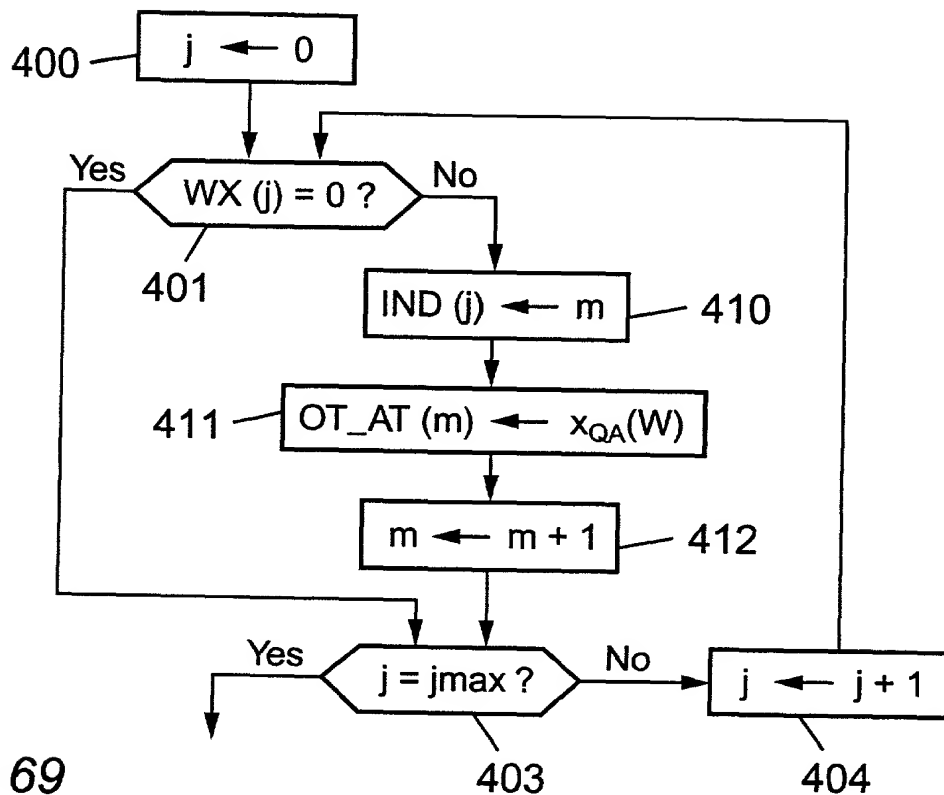 400
j ← 0
Yes
WX (j) = 0 ?
No
401
IND (j) ← m
410
411
OT_AT (m) ← xQA(W)
m ← m + 1
412
Yes
j = jmax ?
No
j ← j + 1
69
403
404